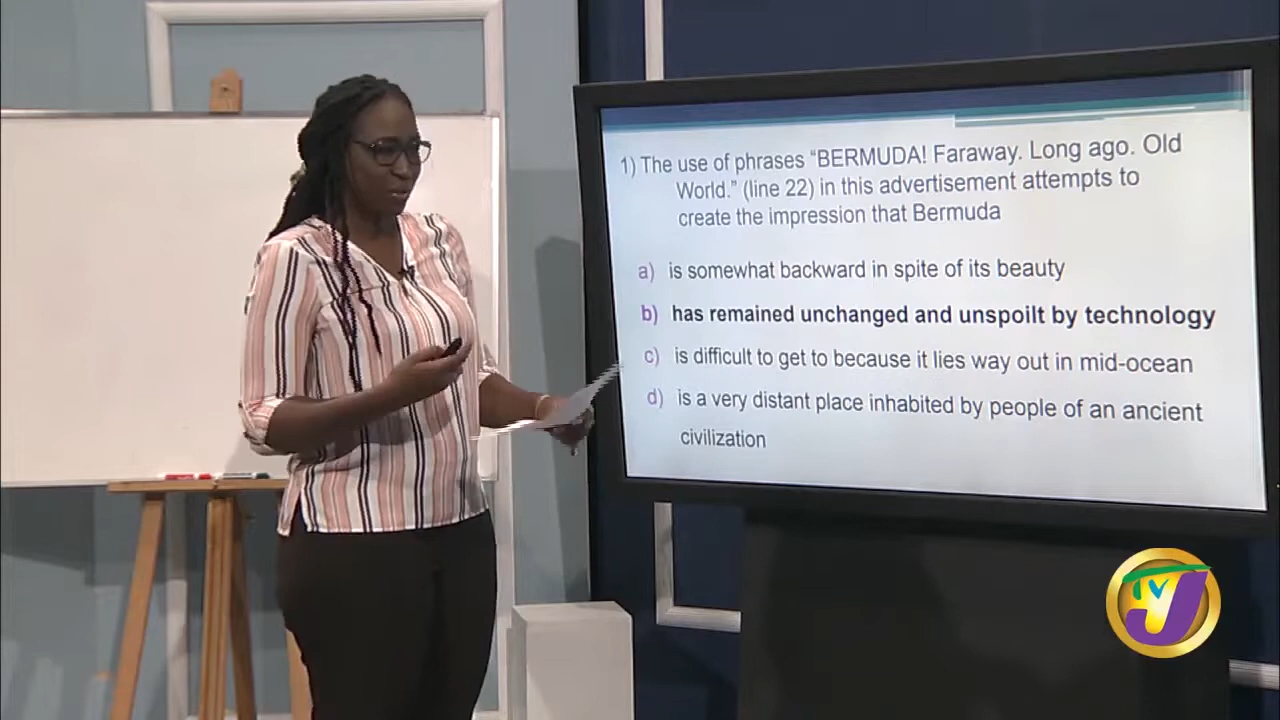 1) The use of phrases “BERMUDA! Faraway. Long ago. Old
World.” (line 22) in this advertisement attempts to
create the impression that Bermuda
a) is somewhat backward in spite of its beauty
b) has remained unchanged and unspoilt by technology
c) is difficult to get to because it lies way out in mid-ocean
d) is a very distant place inhabited by people of an ancient
civilization
TVJ